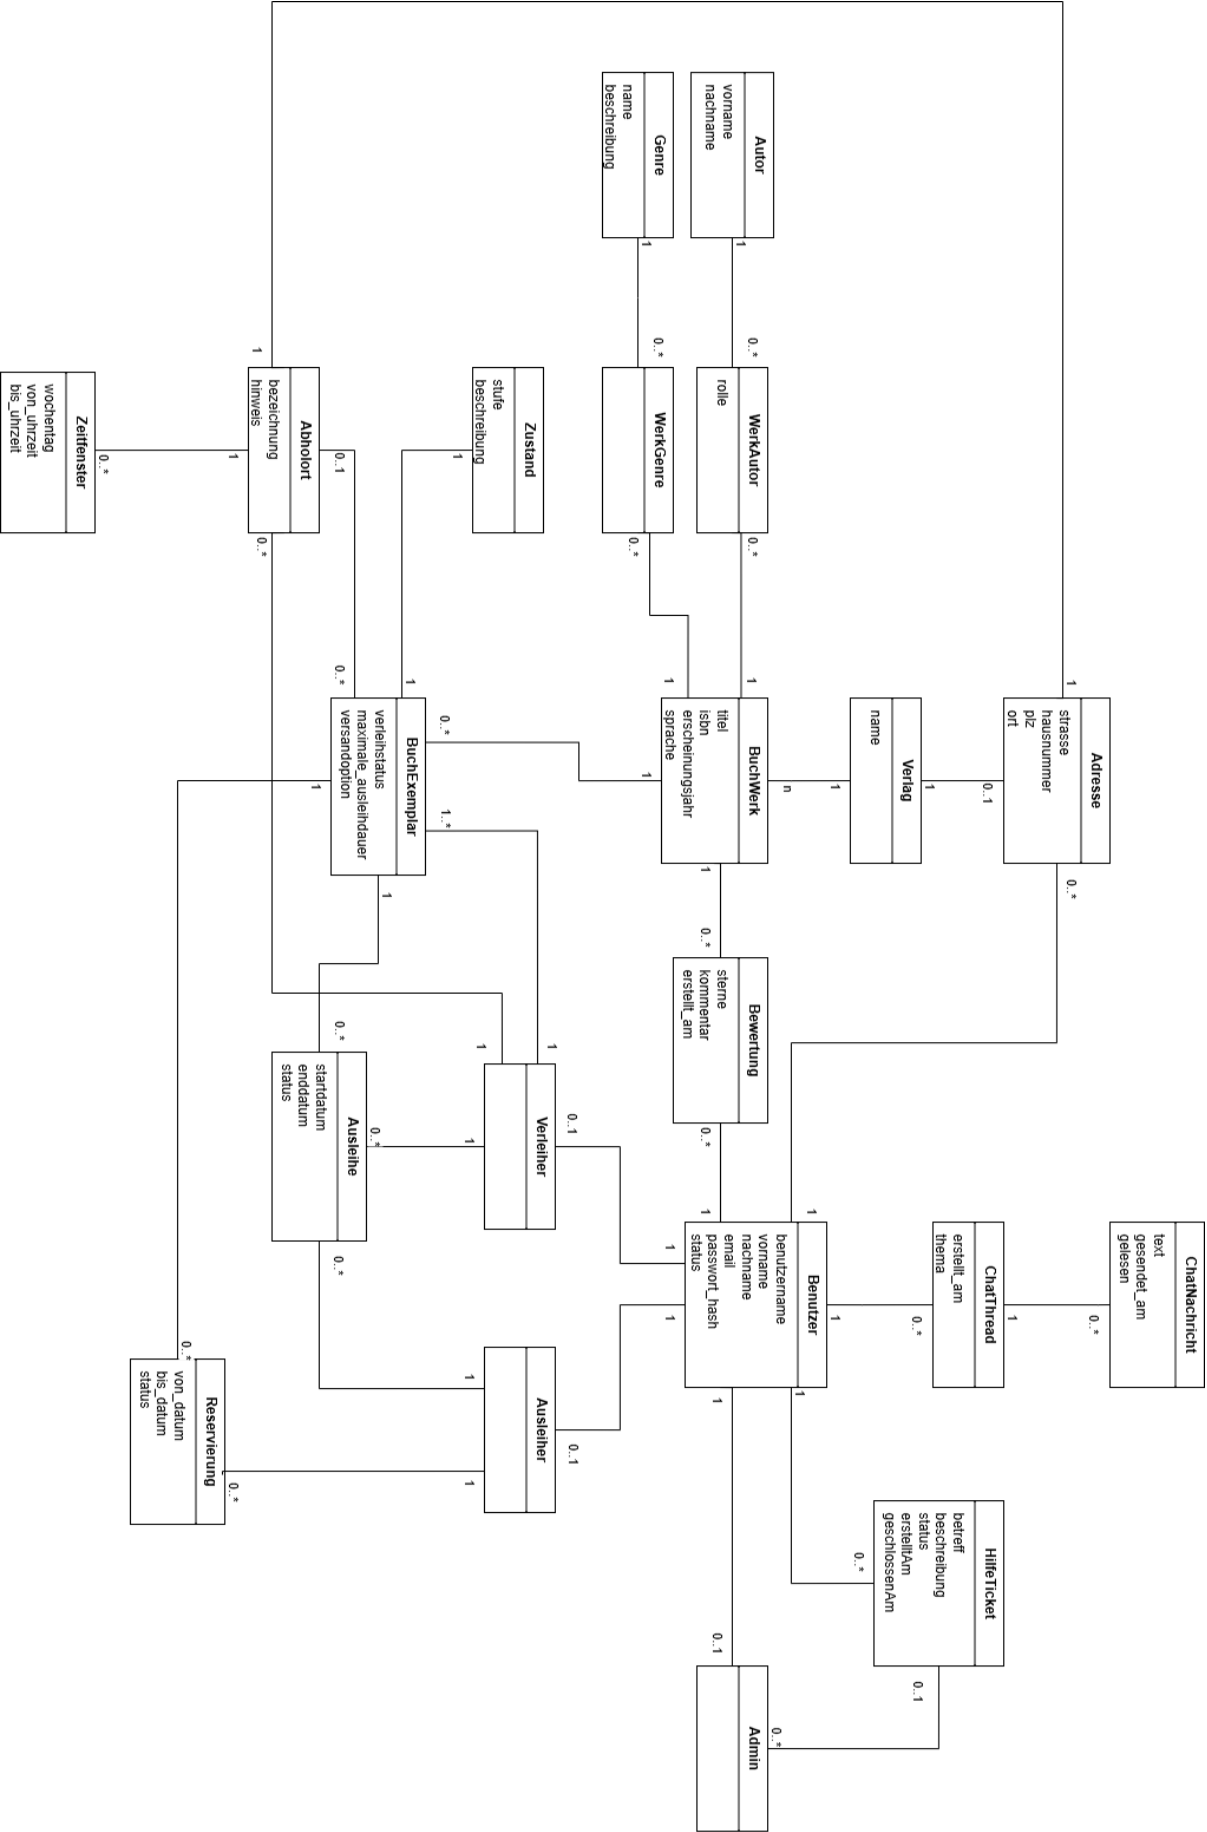 ChatNachricht
text
gesendet_am
gelesen
0..*
1
ChatThread
erstellt_am
thema
0..*
1
HilfeTicket
betreff
beschreibung
status
erstelltAm
geschlossenAm
0..*
0..1
Adresse
strasse
hausnummer
plz
ort
1
0..*
0..1
1
Verlag
name
1
n
Benutzer
benutzername
vorname
nachname
email
passwort_hash
status
1
1
1
1
1
1
Admin
0..*
0..1
Autor
vorname
nachname
1
0..*
WerkAutor
rolle
0..*
1
BuchWerk
titel
isbn
erscheinungsjahr
sprache
1
1
1
Bewertung
sterne
kommentar
erstellt_am
0..*
0..*
Genre
name
beschreibung
1
0..*
WerkGenre
0..*
Zustand
stufe
beschreibung
1
Verleiher
0..1
1
1
1
Ausleiher
0..1
1
1
BuchExemplar
verleihstatus
maximale_ausleihdauer
versandoption
0..*
1..*
1
0..*
1
1
Ausleihe
startdatum
enddatum
status
0..*
0..*
0..*
Abholort
bezeichnung
hinweis
0..1
1
0..*
1
Reservierung
von_datum
bis_datum
status
0..*
0..*
Zeitfenster
wochentag
von_uhrzeit
bis_uhrzeit
0..*